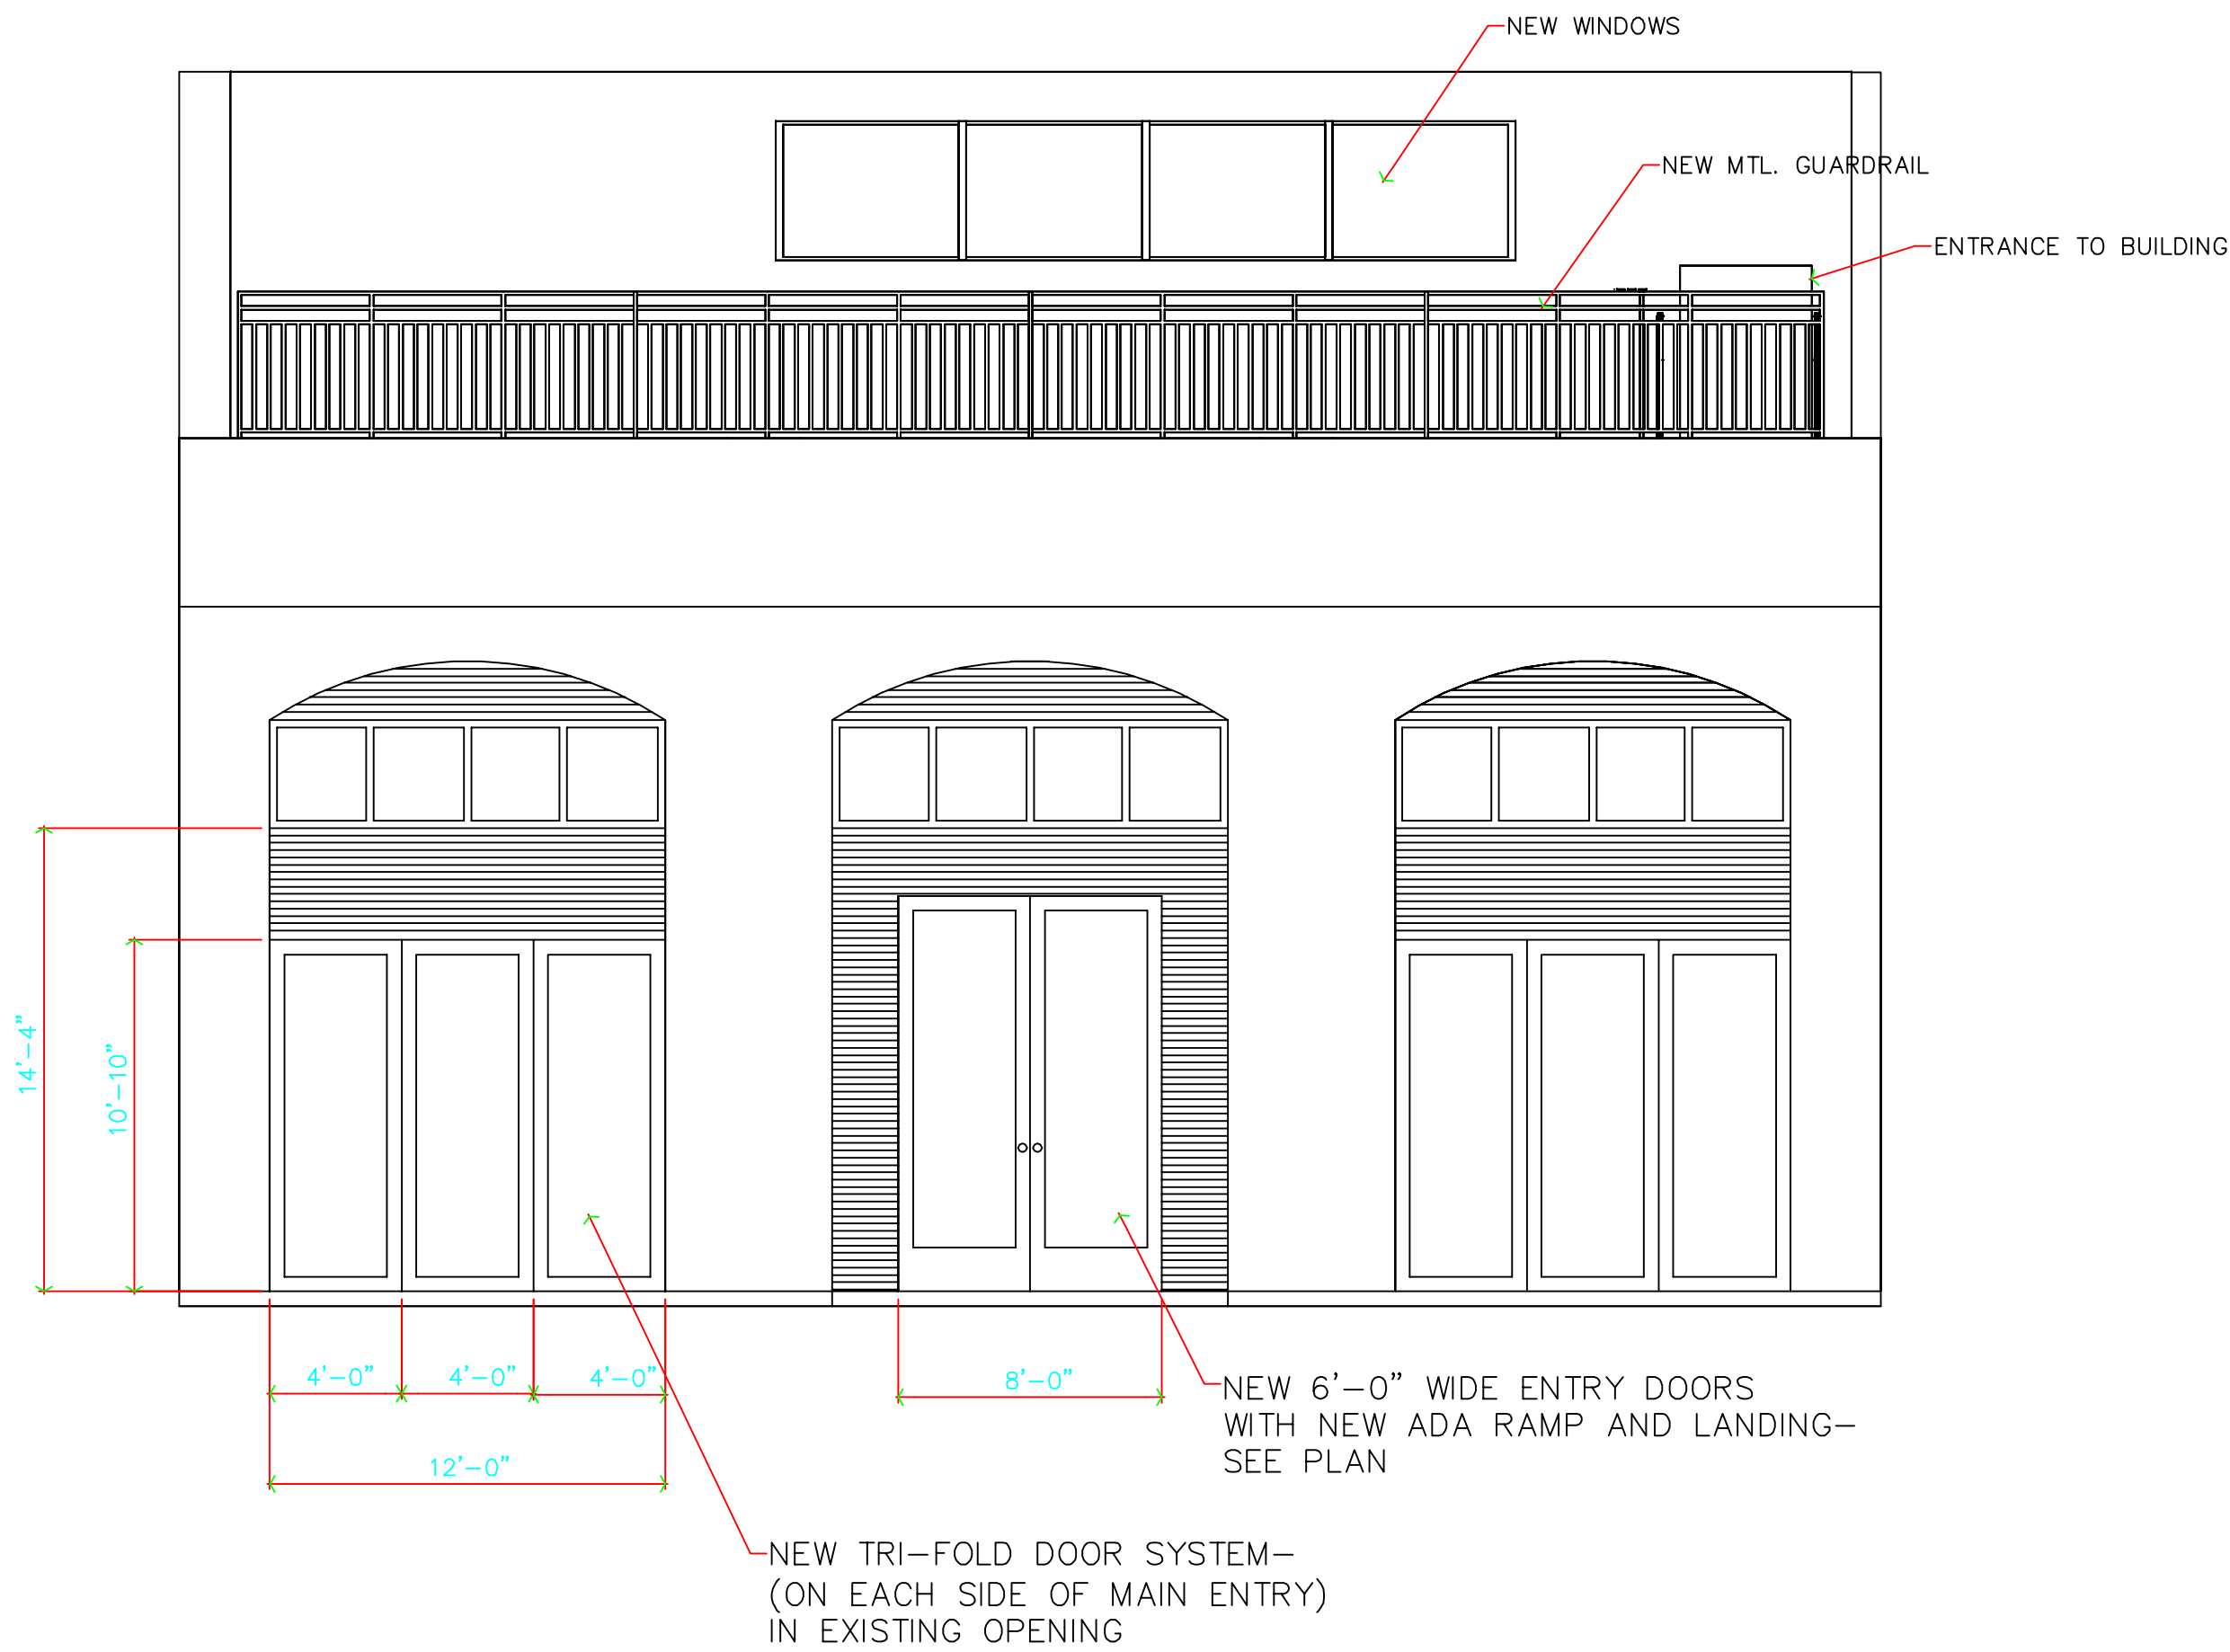 NEW WINDOWS
NEW MTL. GUARDRAIL
ENTRANCE TO BUILDING
14'-4"
10'-10"
4'-0" 4'-0" 4'-0"
8'-0"
12'-0"
NEW 6'-0" WIDE ENTRY DOORS
WITH NEW ADA RAMP AND LANDING-
SEE PLAN
NEW TRI-FOLD DOOR SYSTEM-
(ON EACH SIDE OF MAIN ENTRY)
IN EXISTING OPENING